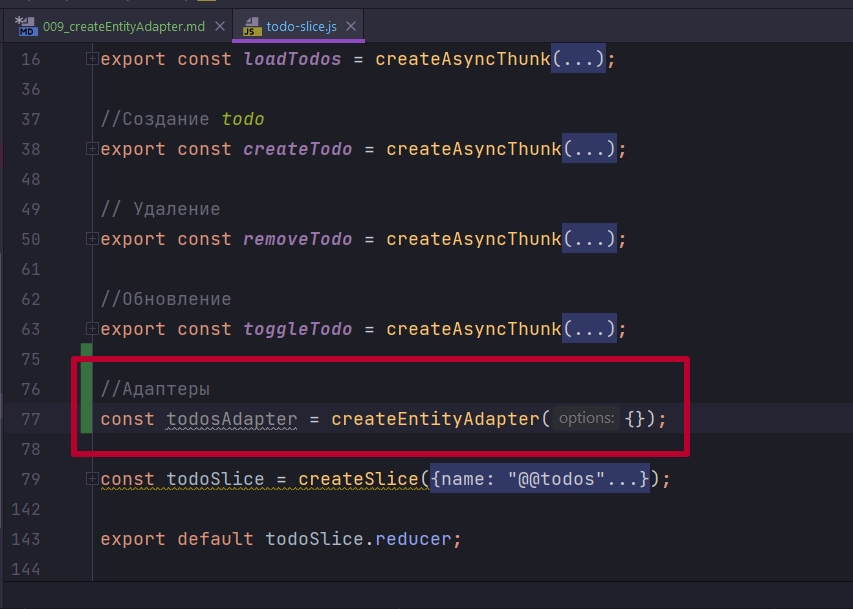 MD 009_createEntityAdapter.md × JS todo-slice.js ×
16 export const loadTodos = createAsyncThunk(...);
36
37 //Создание todo
38 export const createTodo = createAsyncThunk(...);
48
49 // Удаление
50 export const removeTodo = createAsyncThunk(...);
61
62 //Обновление
63 export const toggleTodo = createAsyncThunk(...);
75
76 //Адаптеры
77 const todosAdapter = createEntityAdapter( options: {});
78
79 const todoSlice = createSlice({name: "@@todos"...});
142
143 export default todoSlice.reducer;
144